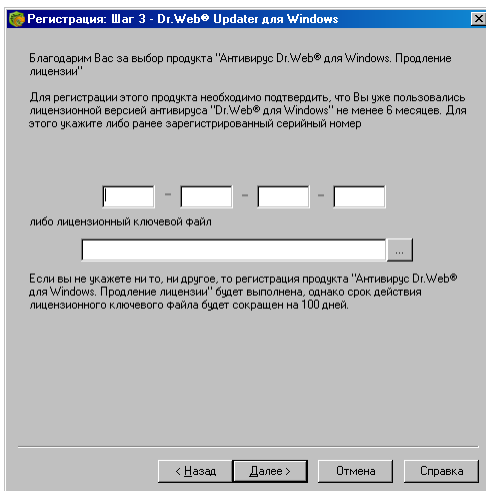 Регистрация: Шаг 3 - Dr.Web® Updater для Windows
Благодарим Вас за выбор продукта "Антивирус Dr.Web® для Windows. Продление
лицензии"
Для регистрации этого продукта необходимо подтвердить, что Вы уже пользовались
лицензионной версией антивируса "Dr.Web® для Windows" не менее 6 месяцев. Для
этого укажите либо ранее зарегистрированный серийный номер
- - -
либо лицензионный ключевой файл
...
Если вы не укажете ни то, ни другое, то регистрация продукта "Антивирус Dr.Web®
для Windows. Продление лицензии" будет выполнена, однако срок действия
лицензионного ключевого файла будет сокращен на 100 дней.
< Назад Далее > Отмена Справка